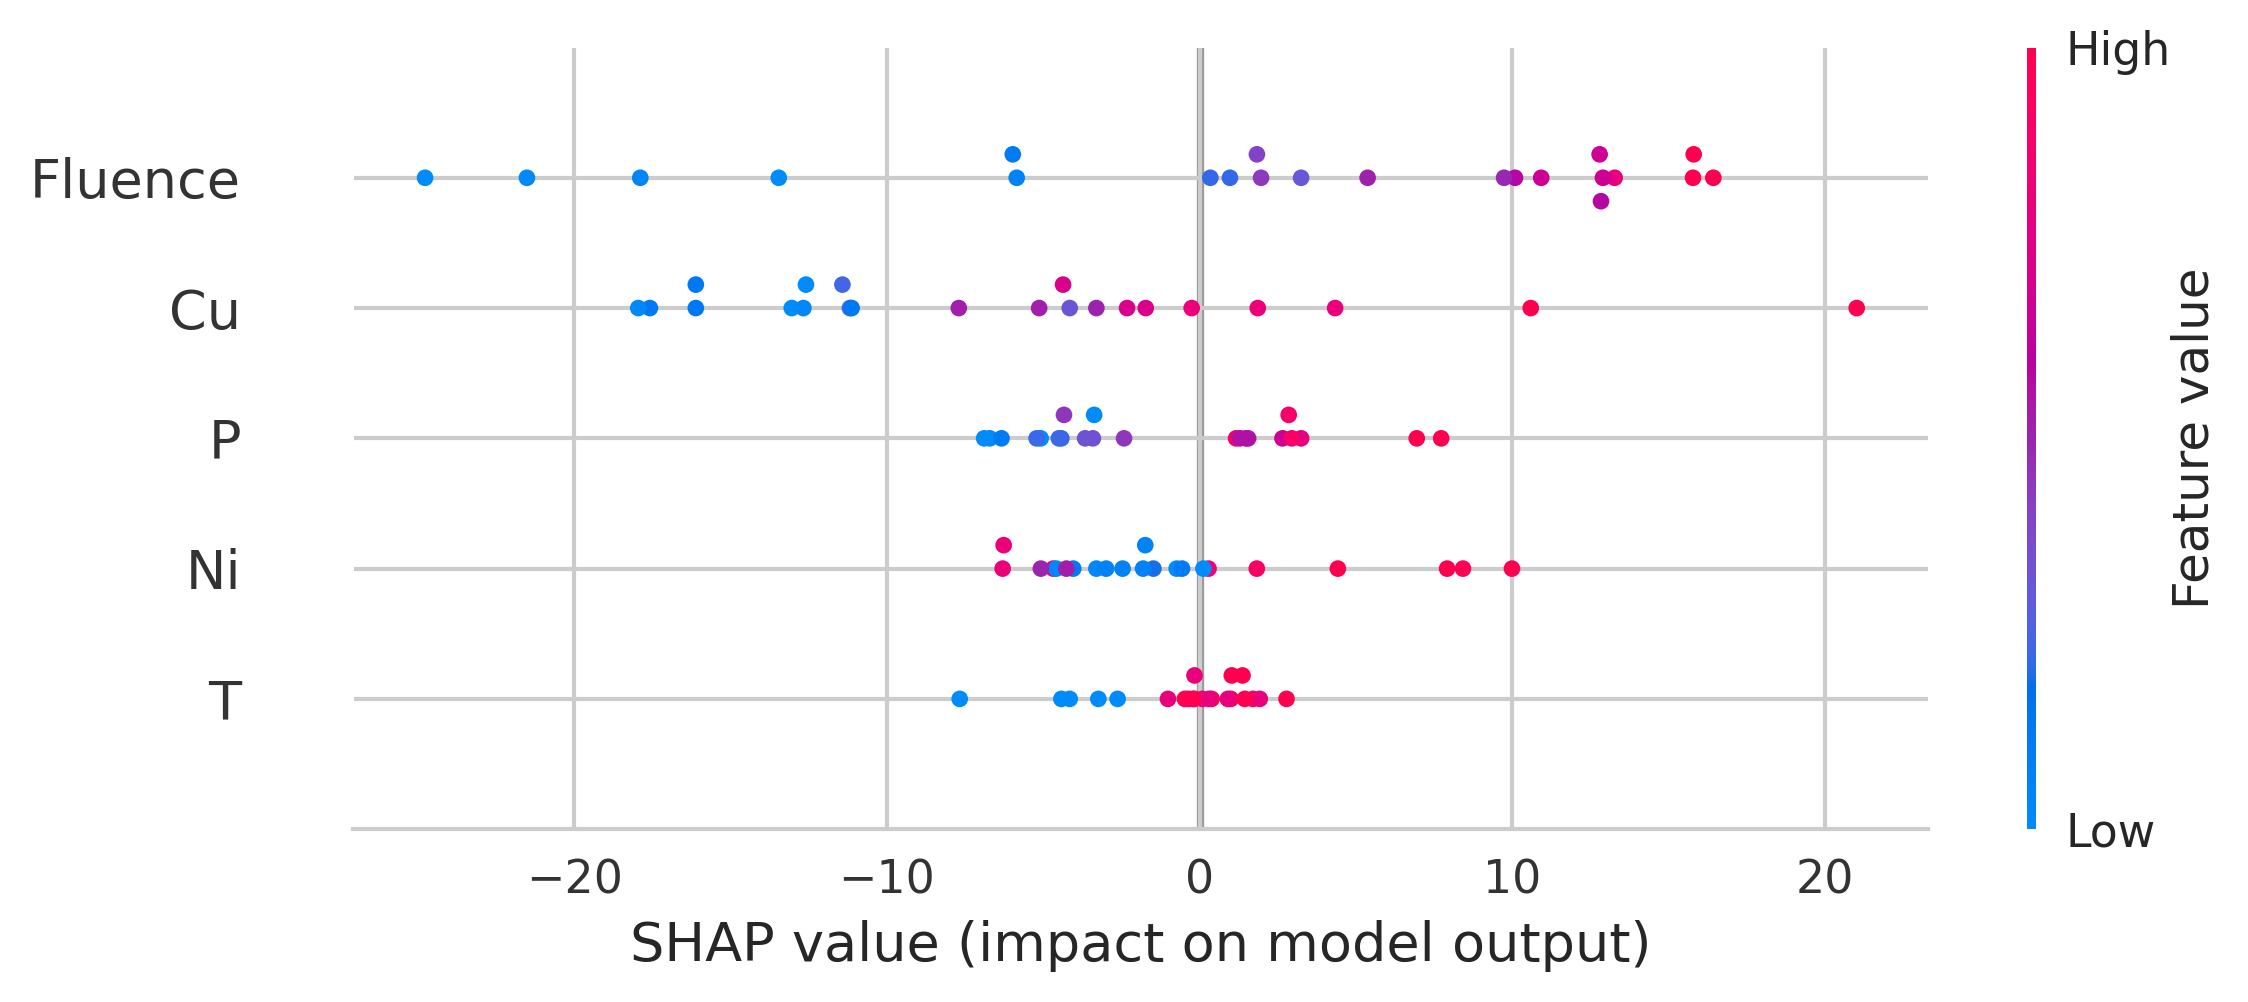 High
Fluence
Cu
P
Ni
T
Feature value
Low
−20
−10
0
10
20
SHAP value (impact on model output)